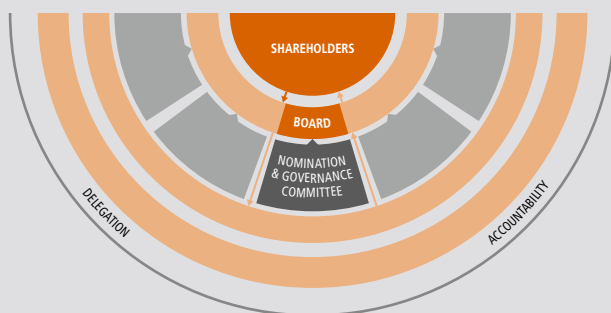 SHAREHOLDERS
BOARD
NOMINATION
& GOVERNANCE
COMMITTEE
DELEGATION
ACCOUNTABILITY